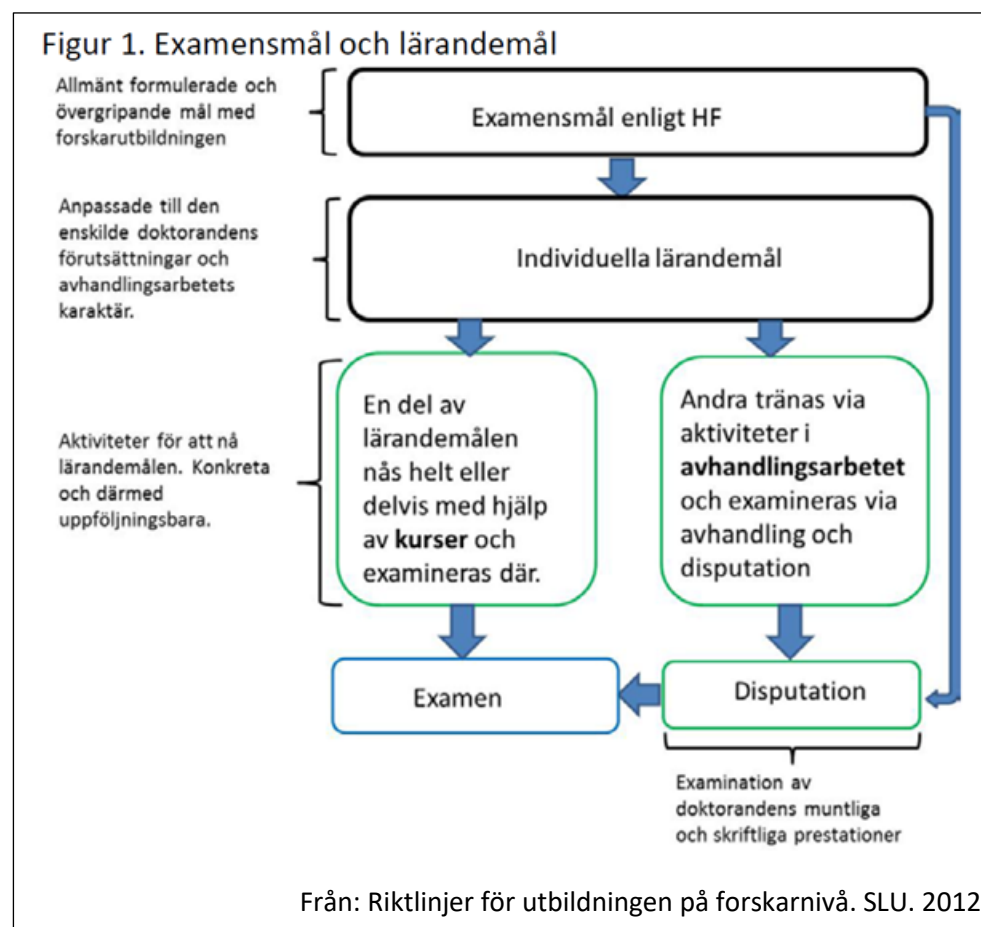 Figur 1. Examensmål och lärandemål
Allmänt formulerade och
övergripande mål med
forskarutbildningen
Examensmål enligt HF
Anpassade till den
enskilde doktorandens
förutsättningar och
avhandlingsarbetets
karaktär.
Individuella lärandemål
Aktiviteter för att nå
lärandemålen. Konkreta
och därmed
uppföljningsbara.
En del av
lärandemålen
nås helt eller
delvis med hjälp
av kurser och
examineras där.
Andra tränas via
aktiviteter i
avhandlingsarbetet
och examineras via
avhandling och
disputation
Examen
Disputation
Examination av
doktorandens muntliga
och skriftliga prestationer
Från: Riktlinjer för utbildningen på forskarnivå. SLU. 2012